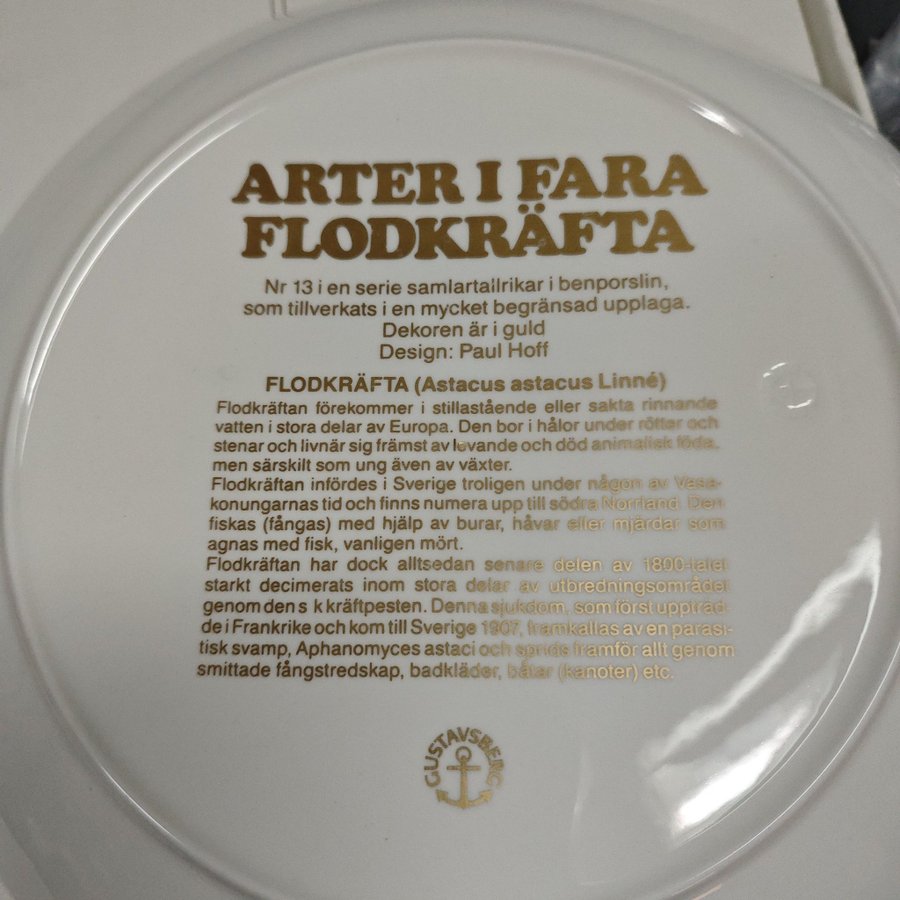 ARTER I FARA
FLODKRÄFTA
Nr 13 i en serie samlartallrikar i benporslin,
som tillverkats i en mycket begränsad upplaga.
Dekoren är i guld
Design: Paul Hoff
FLODKRÄFTA (Astacus astacus Linné)
Flodkräftan förekommer i stillastående eller sakta rinnande
vatten i stora delar av Europa. Den bor i hålor under rötter och
stenar och livnär sig främst av levande och död animalisk föda,
men särskilt som ung även av växter.
Flodkräftan infördes i Sverige troligen under någon av Vasa-
konungarnas tid och finns numera upp till södra Norrland. Den
fiskas (fångas) med hjälp av burar, håvar eller mjärdar som
agnas med fisk, vanligen mört.
Flodkräftan har dock alltsedan senare delen av 1800-talet
starkt decimerats inom stora delar av utbredningsområdet
genom den s k kräftpesten. Denna sjukdom, som först uppträd-
de i Frankrike och kom till Sverige 1907, framkallas av en parasi-
tisk svamp, Aphanomyces astaci och sprids framför allt genom
smittade fångstredskap, badkläder, båtar (kanoter) etc.
GUSTAVSBERG